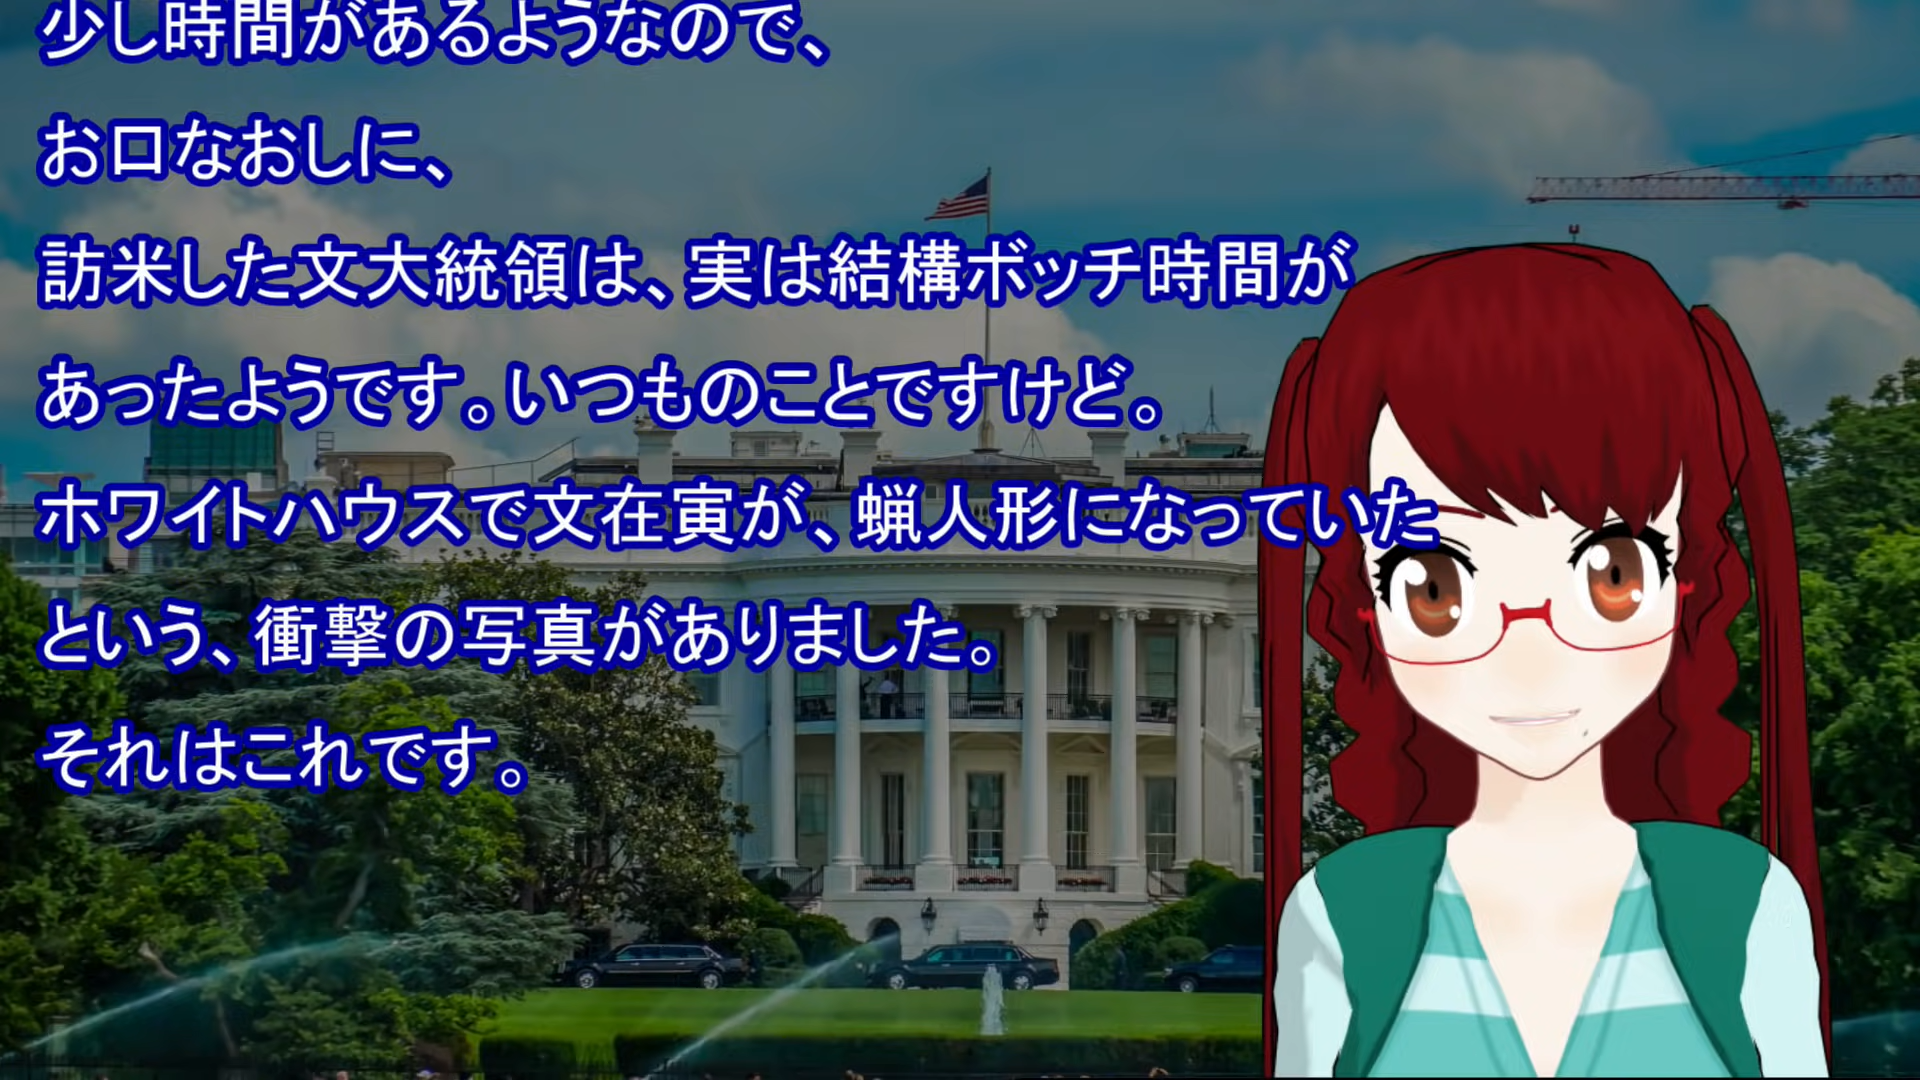 少し時間があるようなので、
お口なおしに、
訪米した文大統領は、実は結構ボッチ時間が
あったようです。いつものことですけど。
ホワイトハウスで文在寅が、蝋人形になっていた
という、衝撃の写真がありました。
それはこれです。